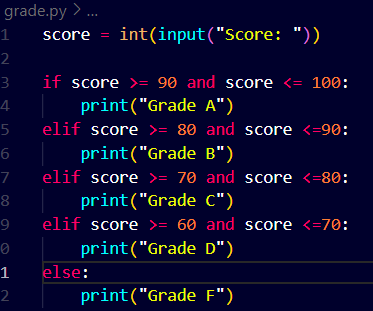 grade.py > ...
1 score = int(input("Score: "))
2
3 if score >= 90 and score <= 100:
4     print("Grade A")
5 elif score >= 80 and score <=90:
6     print("Grade B")
7 elif score >= 70 and score <=80:
8     print("Grade C")
9 elif score >= 60 and score <=70:
0     print("Grade D")
1 else:
2     print("Grade F")